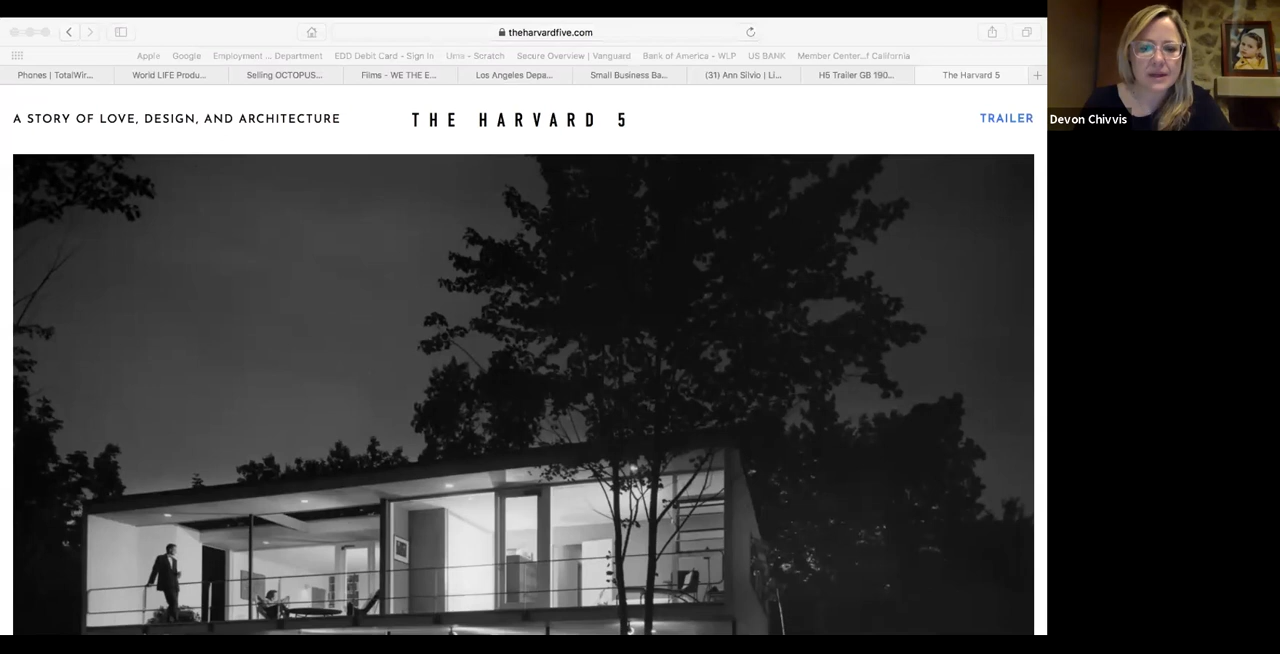 theharvardfive.com
Apple Google Employment ... Department EDD Debit Card - Sign In Ums - Scratch Secure Overview | Vanguard Bank of America - WLP US BANK Member Center...f California
Phones | TotalWir... World LIFE Produ... Selling OCTOPUS... Films - WE THE E... Los Angeles Depa... Small Business Ba... (31) Ann Silvio | Li... H5 Trailer GB 190... The Harvard 5
A STORY OF LOVE, DESIGN, AND ARCHITECTURE THE HARVARD 5 TRAILER
Devon Chivvis